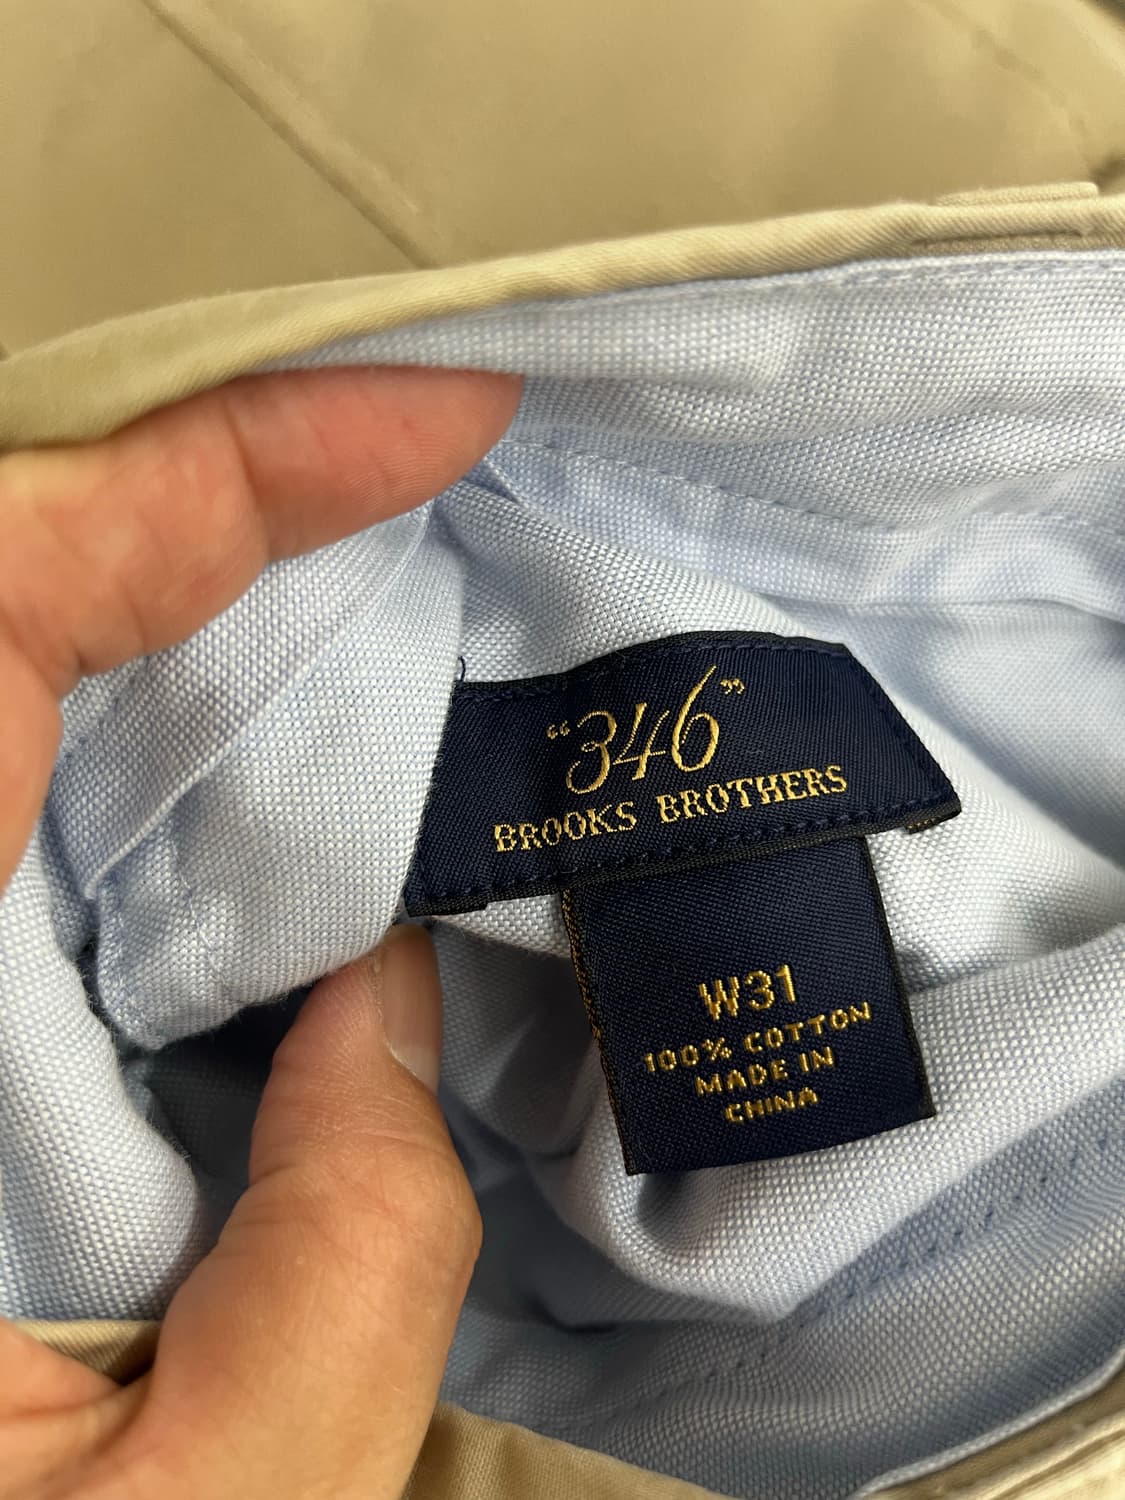 “346”
BROOKS BROTHERS
W31
100% COTTON
MADE IN
CHINA